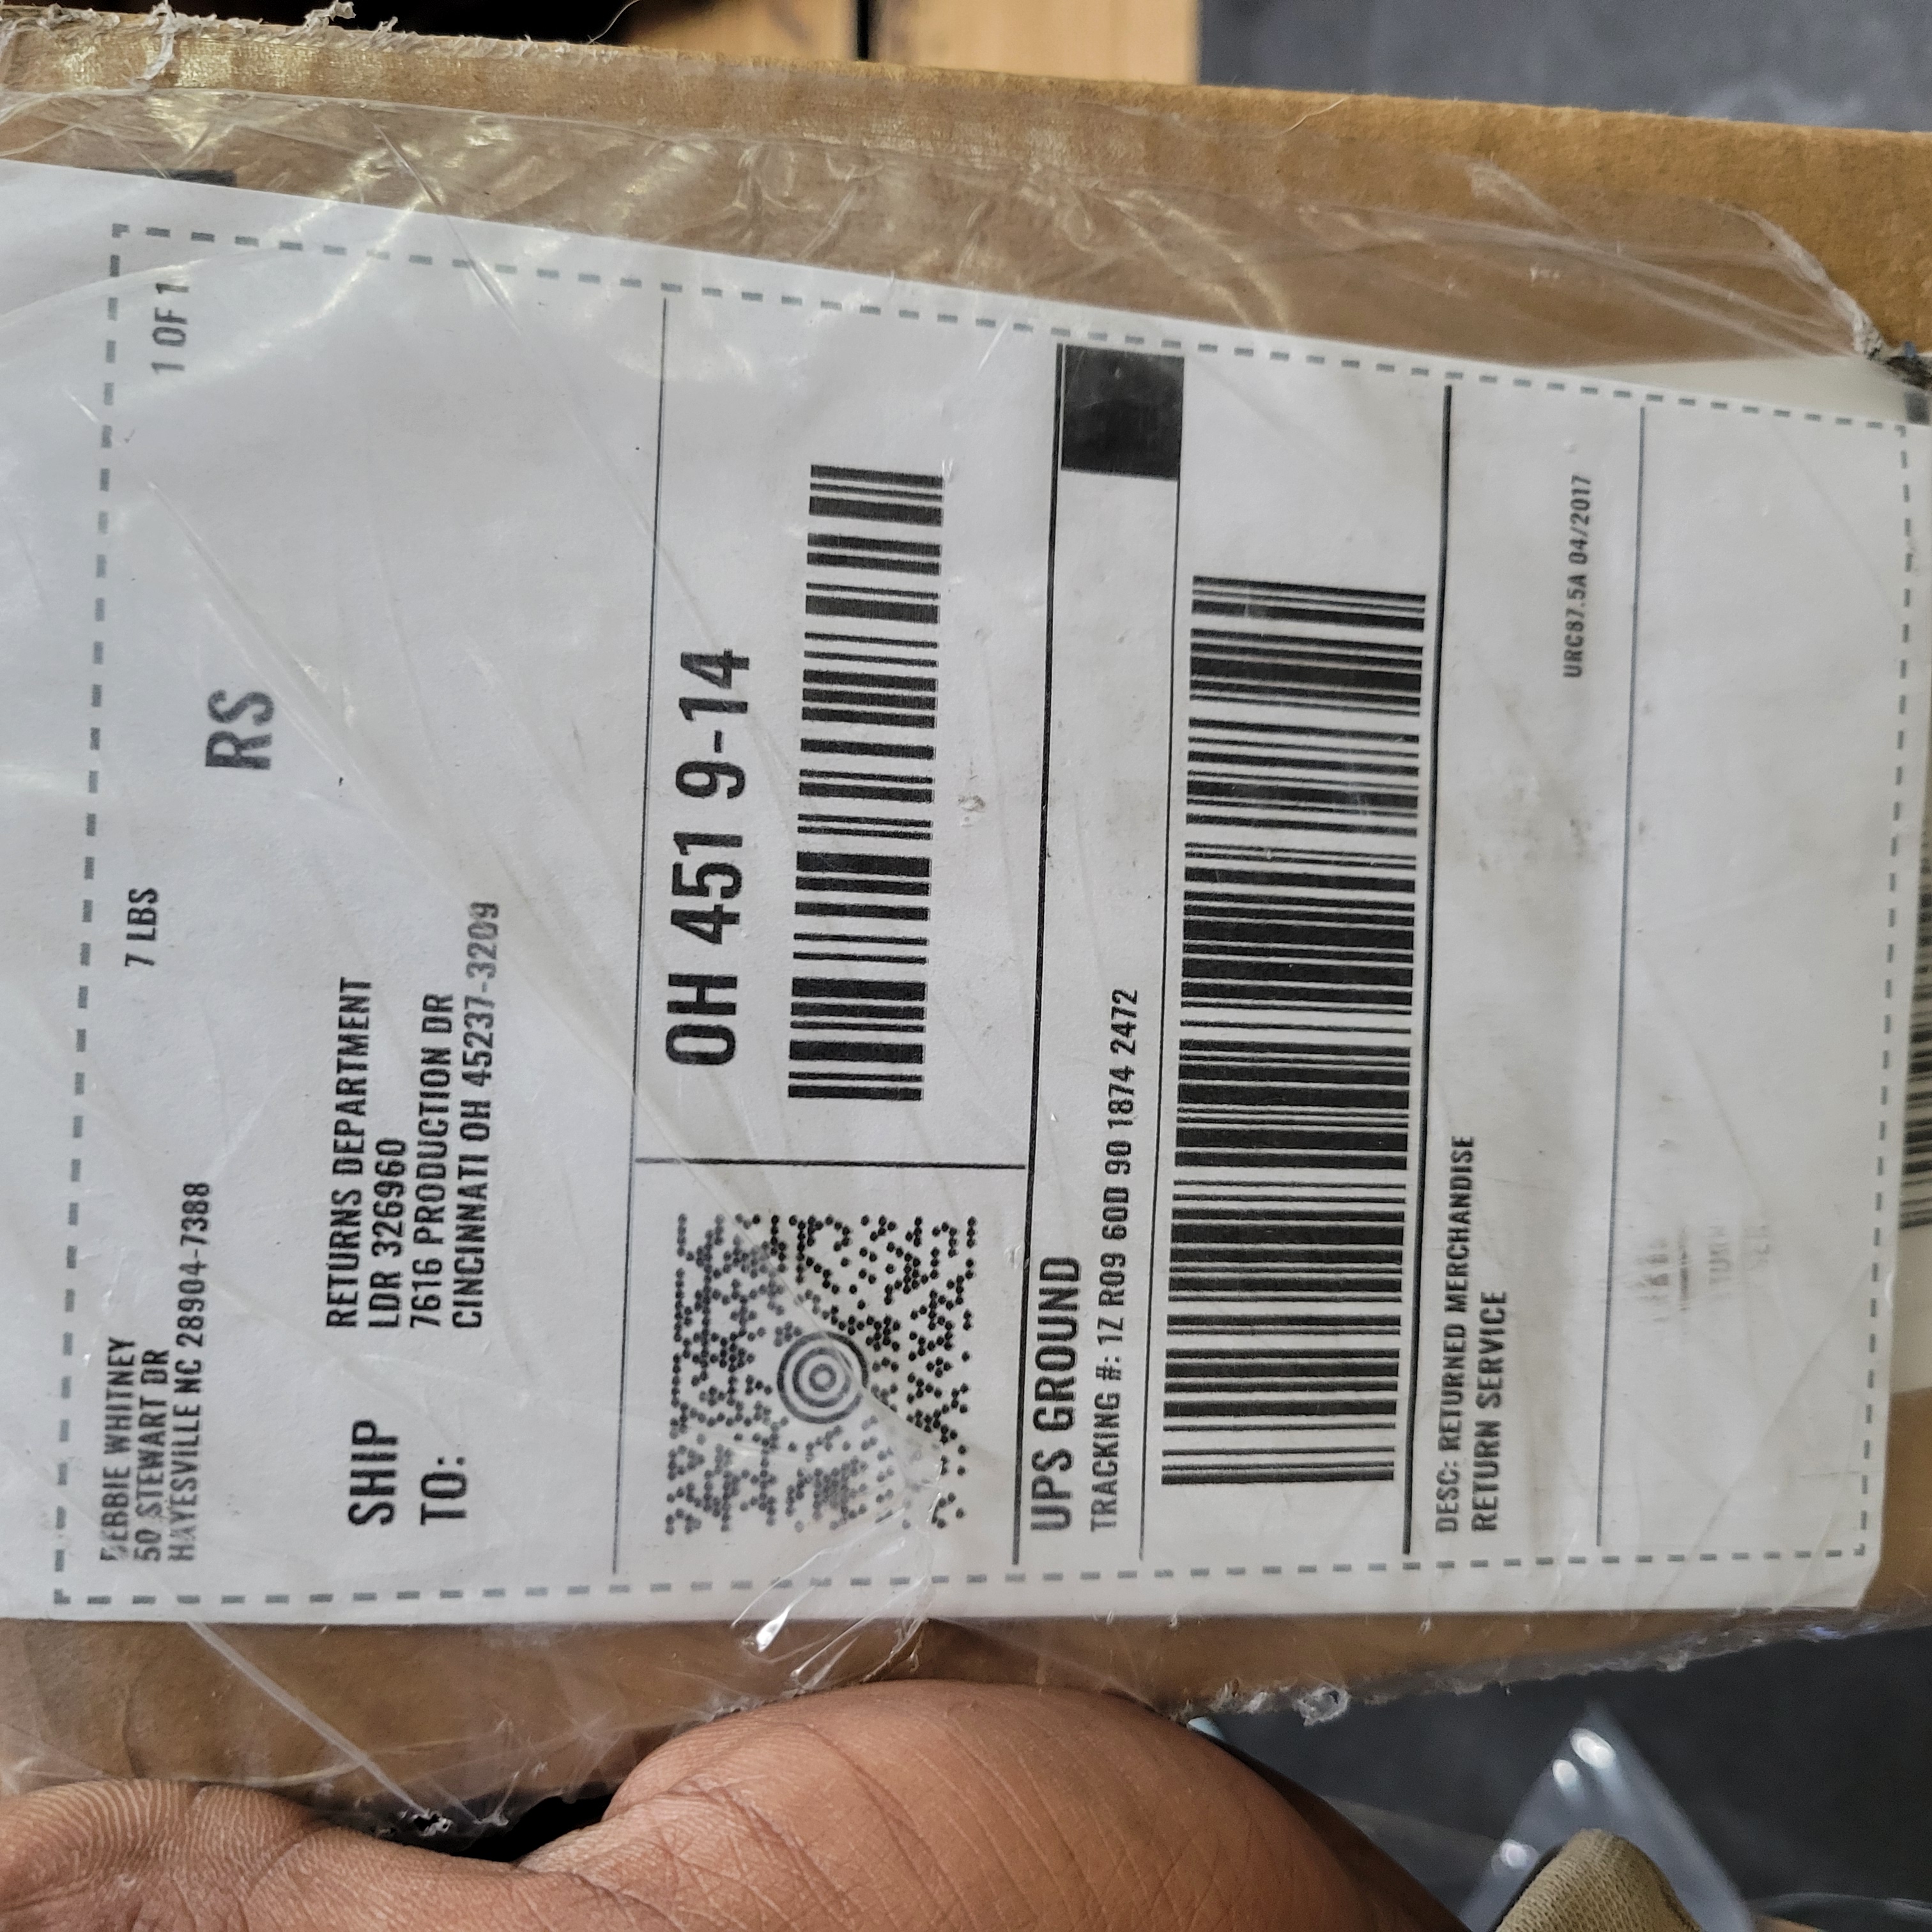 DEBBIE WHITNEY
50 STEWART DR
HAYESVILLE NC 28904-7388
7 LBS
1 OF 1
RS
SHIP
TO:
RETURNS DEPARTMENT
LDR 326960
7616 PRODUCTION DR
CINCINNATI OH 45237-3209
OH 451 9-14
UPS GROUND
TRACKING #: 1Z R09 60D 90 1874 2472
DESC: RETURNED MERCHANDISE
RETURN SERVICE
URC87.5A 04/2017